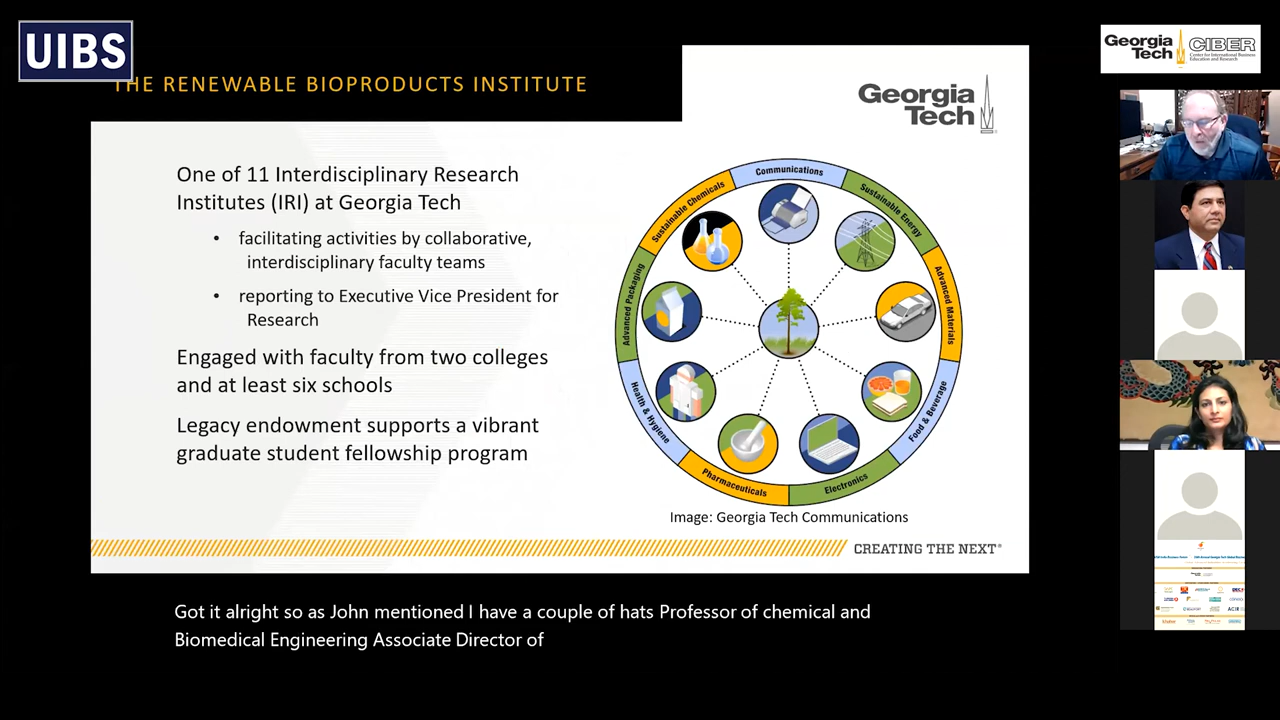 UIBS
THE RENEWABLE BIOPRODUCTS INSTITUTE
Georgia
Tech
One of 11 Interdisciplinary Research
Institutes (IRI) at Georgia Tech
• facilitating activities by collaborative,
interdisciplinary faculty teams
• reporting to Executive Vice President for
Research
Engaged with faculty from two colleges
and at least six schools
Legacy endowment supports a vibrant
graduate student fellowship program
Communications
Sustainable Energy
Advanced Materials
Food & Beverage
Electronics
Pharmaceuticals
Health & Hygiene
Advanced Packaging
Sustainable Chemicals
Image: Georgia Tech Communications
CREATING THE NEXT®
Got it alright so as John mentioned I have a couple of hats Professor of chemical and
Biomedical Engineering Associate Director of
Georgia
Tech
CIBER
Center for International Business
Education and Research